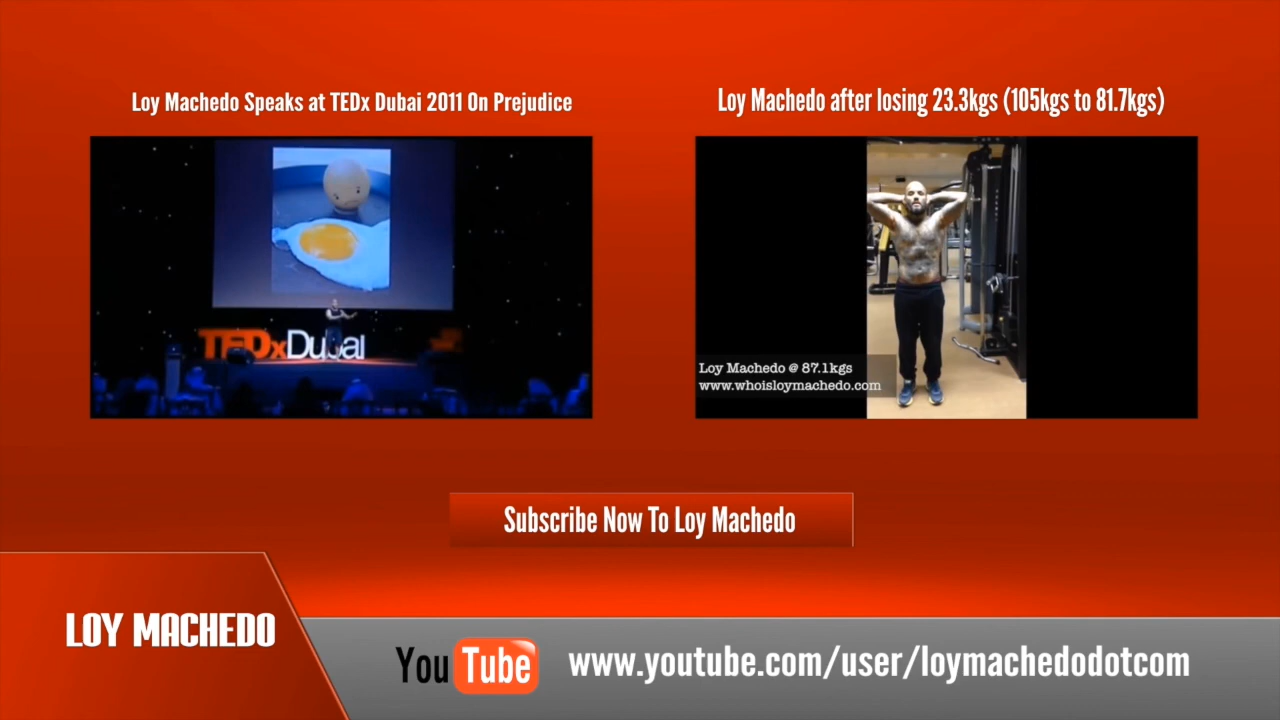 Loy Machedo Speaks at TEDx Dubai 2011 On Prejudice
Loy Machedo after losing 23.3kgs (105kgs to 81.7kgs)
TEDxDubai
Loy Machedo @ 87.1kgs
www.whoisloymachedo.com
Subscribe Now To Loy Machedo
LOY MACHEDO
YouTube
www.youtube.com/user/loymachedodotcom